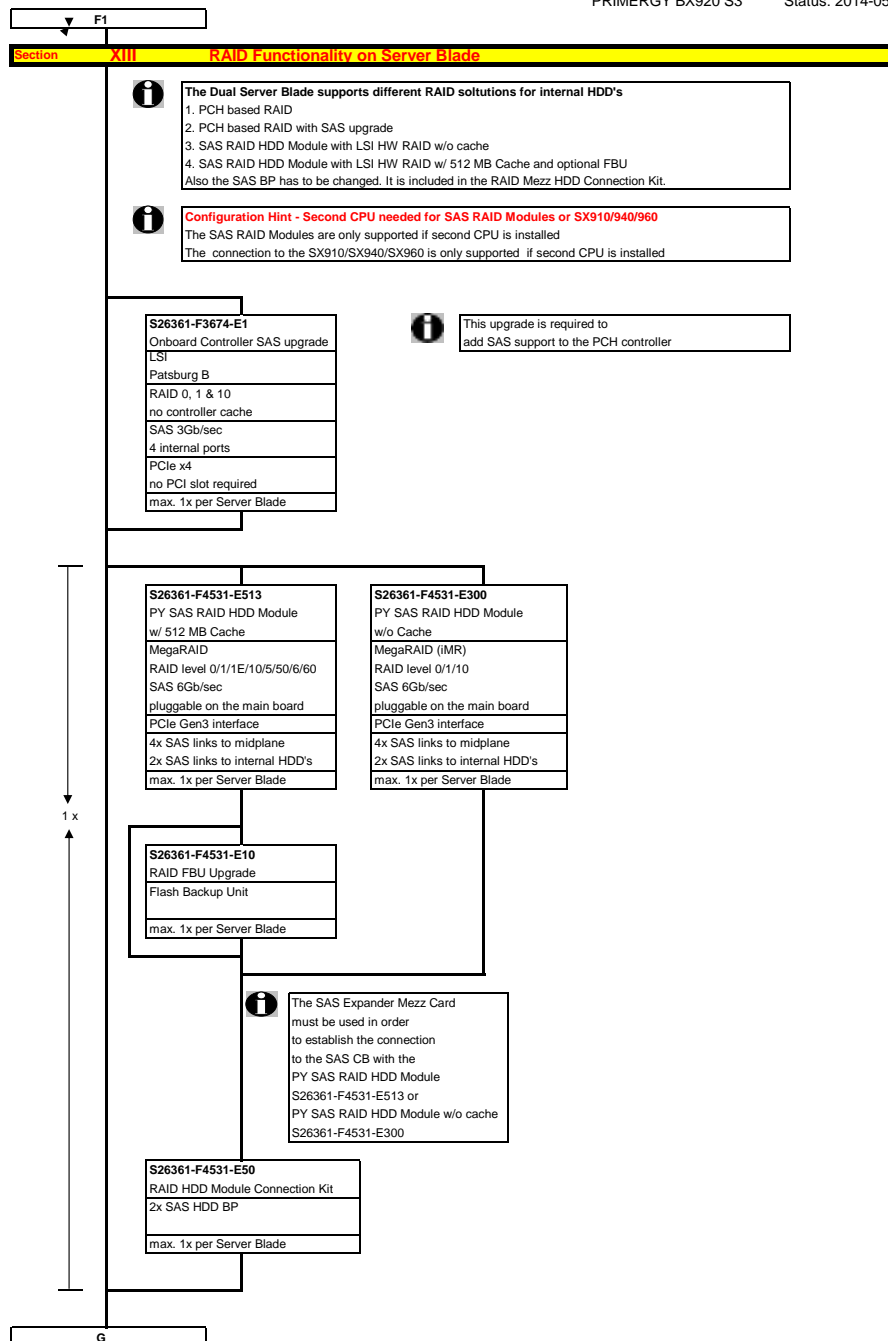 PRIMERGY BX920 S3 Status: 2014-05
F1
Section XIII RAID Functionality on Server Blade
The Dual Server Blade supports different RAID soltutions for internal HDD's
1. PCH based RAID
2. PCH based RAID with SAS upgrade
3. SAS RAID HDD Module with LSI HW RAID w/o cache
4. SAS RAID HDD Module with LSI HW RAID w/ 512 MB Cache and optional FBU
Also the SAS BP has to be changed. It is included in the RAID Mezz HDD Connection Kit.
Configuration Hint - Second CPU needed for SAS RAID Modules or SX910/940/960
The SAS RAID Modules are only supported if second CPU is installed
The connection to the SX910/SX940/SX960 is only supported if second CPU is installed
S26361-F3674-E1
Onboard Controller SAS upgrade
LSI
Patsburg B
RAID 0, 1 & 10
no controller cache
SAS 3Gb/sec
4 internal ports
PCIe x4
no PCI slot required
max. 1x per Server Blade
This upgrade is required to
add SAS support to the PCH controller
S26361-F4531-E513
PY SAS RAID HDD Module
w/ 512 MB Cache
MegaRAID
RAID level 0/1/1E/10/5/50/6/60
SAS 6Gb/sec
pluggable on the main board
PCIe Gen3 interface
4x SAS links to midplane
2x SAS links to internal HDD's
max. 1x per Server Blade
S26361-F4531-E300
PY SAS RAID HDD Module
w/o Cache
MegaRAID (iMR)
RAID level 0/1/10
SAS 6Gb/sec
pluggable on the main board
PCIe Gen3 interface
4x SAS links to midplane
2x SAS links to internal HDD's
max. 1x per Server Blade
1 x
S26361-F4531-E10
RAID FBU Upgrade
Flash Backup Unit
max. 1x per Server Blade
The SAS Expander Mezz Card
must be used in order
to establish the connection
to the SAS CB with the
PY SAS RAID HDD Module
S26361-F4531-E513 or
PY SAS RAID HDD Module w/o cache
S26361-F4531-E300
S26361-F4531-E50
RAID HDD Module Connection Kit
2x SAS HDD BP
max. 1x per Server Blade
G